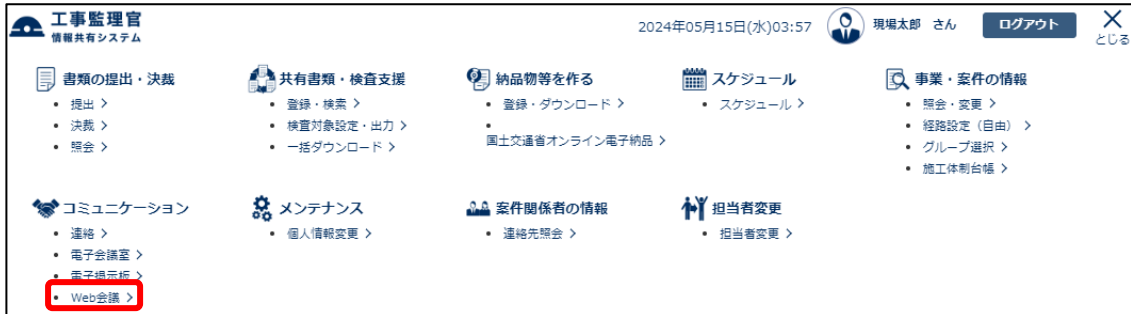 工事監理官
情報共有システム
2024年05月15日(水)03:57
現場太郎 さん
ログアウト
とじる
書類の提出・決裁
・提出 >
・決裁 >
・照会 >
共有書類・検査支援
・登録・検索 >
・検査対象設定・出力 >
・一括ダウンロード >
納品物等を作る
・登録・ダウンロード >
・国土交通省オンライン電子納品 >
スケジュール
・スケジュール >
事業・案件の情報
・照会・変更 >
・経路設定（自由） >
・グループ選択 >
・施工体制台帳 >
コミュニケーション
・連絡 >
・電子会議室 >
・電子掲示板 >
・Web会議 >
メンテナンス
・個人情報変更 >
案件関係者の情報
・連絡先照会 >
担当者変更
・担当者変更 >